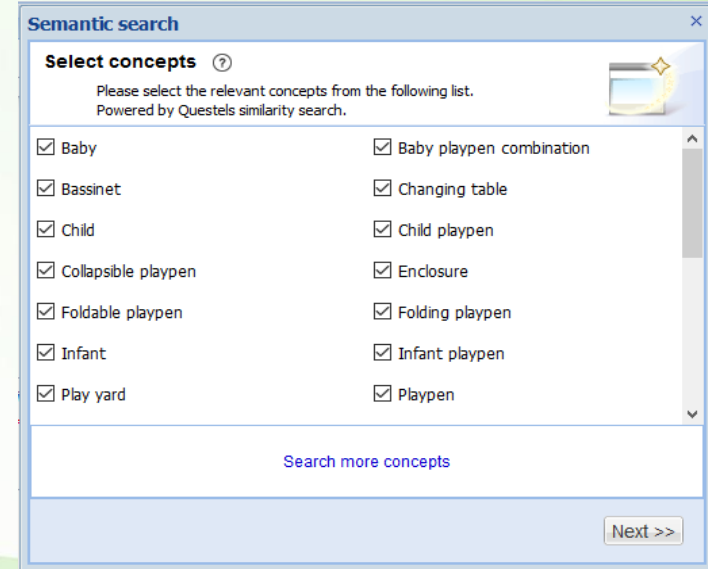 Semantic search
Select concepts
Please select the relevant concepts from the following list.
Powered by Questels similarity search.
Baby
Baby playpen combination
Bassinet
Changing table
Child
Child playpen
Collapsible playpen
Enclosure
Foldable playpen
Folding playpen
Infant
Infant playpen
Play yard
Playpen
Search more concepts
Next >>